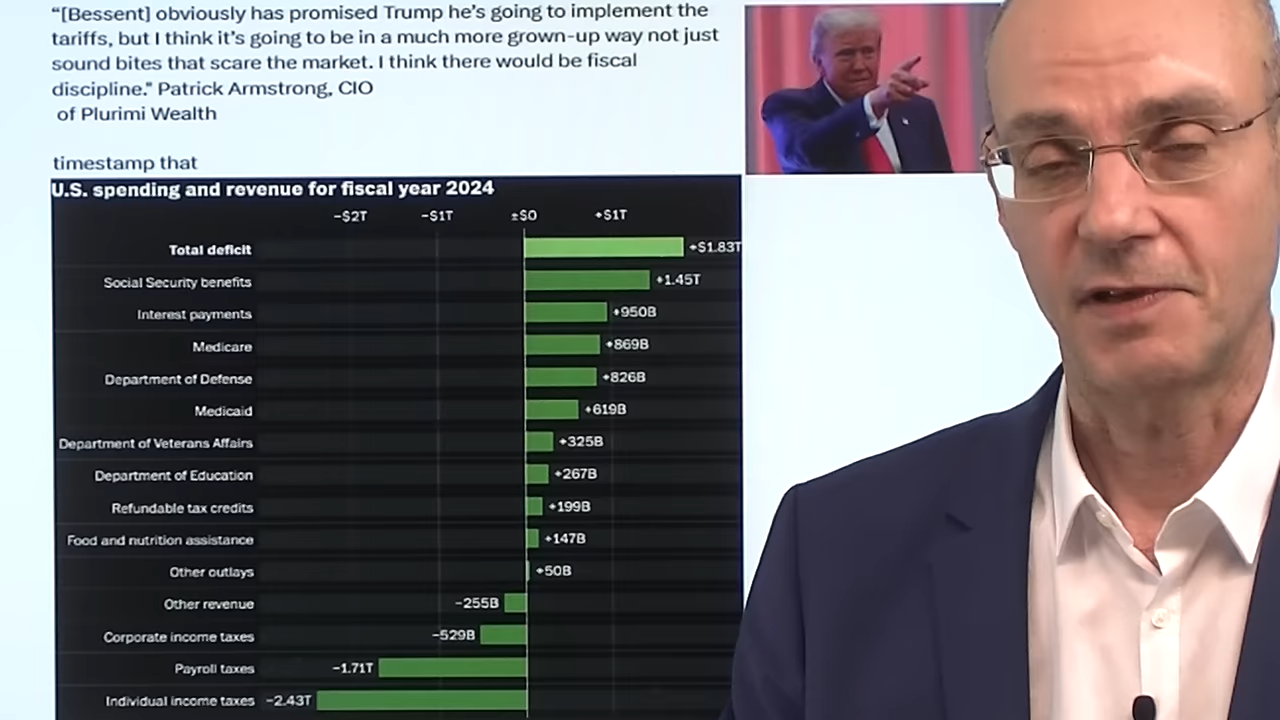 “[Bessent] obviously has promised Trump he’s going to implement the
tariffs, but I think it’s going to be in a much more grown-up way not just
sound bites that scare the market. I think there would be fiscal
discipline." Patrick Armstrong, CIO
of Plurimi Wealth
timestamp that
U.S. spending and revenue for fiscal year 2024
−$2T −$1T ±$0 +$1T
Total deficit +$1.83T
Social Security benefits +1.45T
Interest payments +950B
Medicare +869B
Department of Defense +826B
Medicaid +619B
Department of Veterans Affairs +325B
Department of Education +267B
Refundable tax credits +199B
Food and nutrition assistance +147B
Other outlays +50B
Other revenue −255B
Corporate income taxes −529B
Payroll taxes −1.71T
Individual income taxes −2.43T